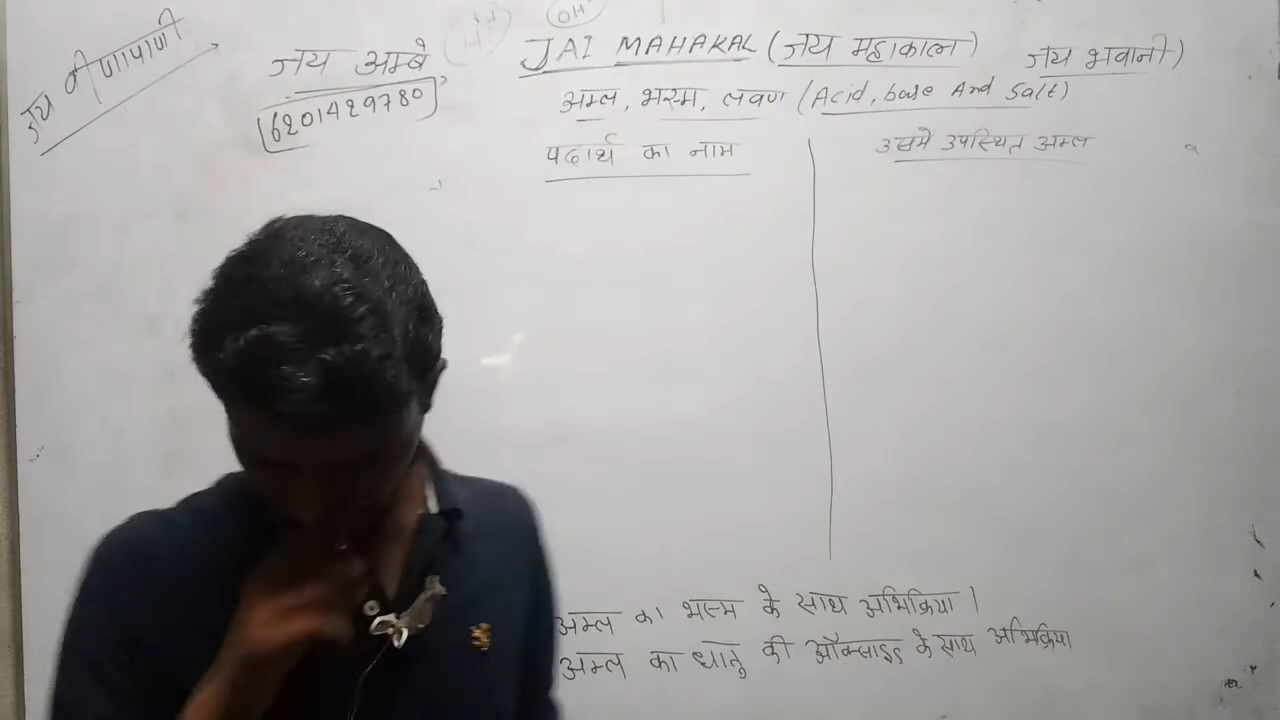 जय वीणापाणी
जय अम्बे
6201429780
H+
OH-
JAI MAHAKAL (जय महाकाल) जय भवानी)
अम्ल, भस्म, लवण (Acid, base And Salt)
पदार्थ का नाम
उसमे उपस्थित अम्ल
अम्ल का भस्म के साथ अभिक्रिया |
अम्ल का धातु की ऑक्साइड के साथ अभिक्रिया